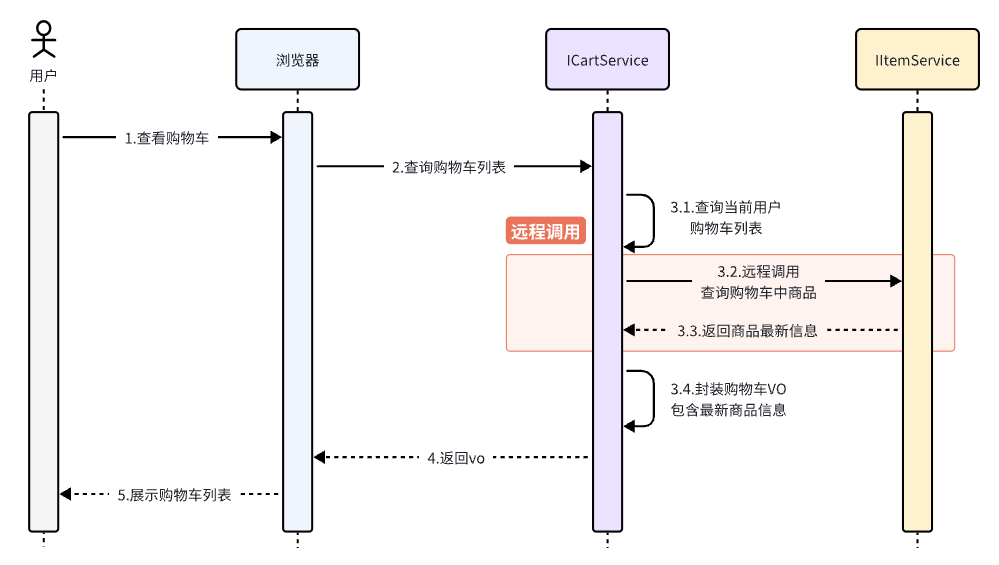 用户
浏览器
ICartService
IItemService
1.查看购物车
2.查询购物车列表
3.1.查询当前用户
购物车列表
远程调用
3.2.远程调用
查询购物车中商品
3.3.返回商品最新信息
3.4.封装购物车VO
包含最新商品信息
4.返回vo
5.展示购物车列表